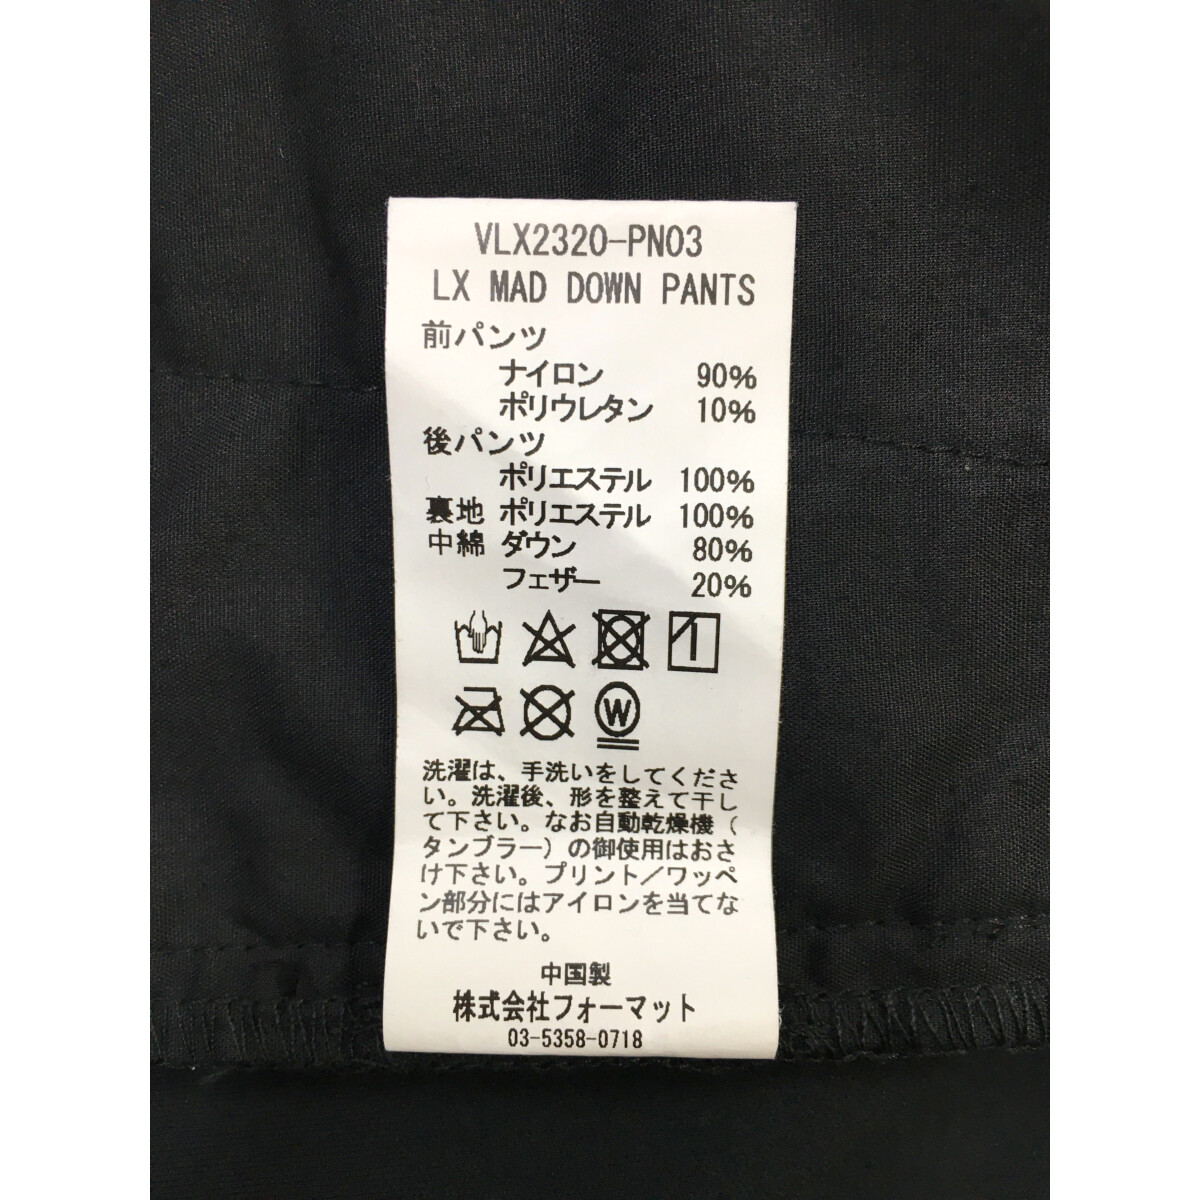 VLX2320-PN03
LX MAD DOWN PANTS
前パンツ
ナイロン 90%
ポリウレタン 10%
後パンツ
ポリエステル 100%
裏地 ポリエステル 100%
中綿 ダウン 80%
フェザー 20%
W
洗濯は、手洗いをしてくださ
い。洗濯後、形を整えて干し
て下さい。なお自動乾燥機(
タンブラー)の御使用はおさ
け下さい。プリント/ワッペ
ン部分にはアイロンを当てな
いで下さい。
中国製
株式会社フォーマット
03-5358-0718